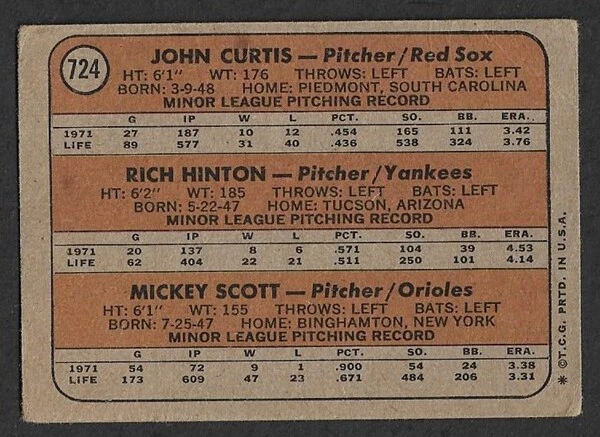 724
JOHN CURTIS — Pitcher/Red Sox
HT: 6'1" WT: 176 THROWS: LEFT BATS: LEFT
BORN: 3-9-48 HOME: PIEDMONT, SOUTH CAROLINA
MINOR LEAGUE PITCHING RECORD
G IP W L PCT. SO. BB. ERA.
1971 27 187 10 12 .454 165 111 3.42
LIFE 89 577 31 40 .436 538 324 3.76
RICH HINTON — Pitcher/Yankees
HT: 6'2" WT: 185 THROWS: LEFT BATS: LEFT
BORN: 5-22-47 HOME: TUCSON, ARIZONA
MINOR LEAGUE PITCHING RECORD
G IP W L PCT. SO. BB. ERA.
1971 20 137 8 6 .571 104 39 4.53
LIFE 62 404 22 21 .511 250 101 4.14
MICKEY SCOTT — Pitcher/Orioles
HT: 6'1" WT: 155 THROWS: LEFT BATS: LEFT
BORN: 7-25-47 HOME: BINGHAMTON, NEW YORK
MINOR LEAGUE PITCHING RECORD
G IP W L PCT. SO. BB. ERA.
1971 54 72 9 1 .900 54 24 3.38
LIFE 173 609 47 23 .671 484 206 3.31
* ©T.C.G. PRTD. IN U.S.A.